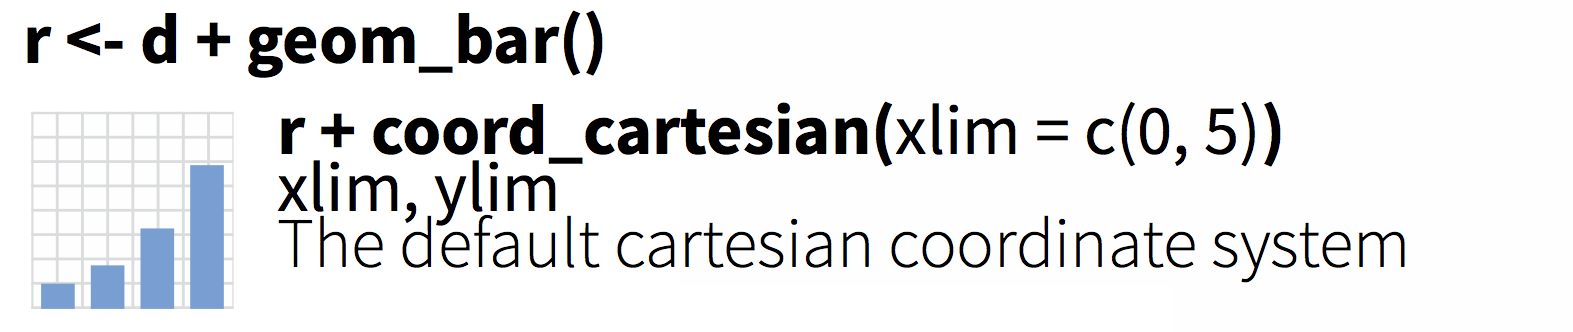 r <- d + geom_bar()
r + coord_cartesian(xlim = c(0, 5))
xlim, ylim
The default cartesian coordinate system